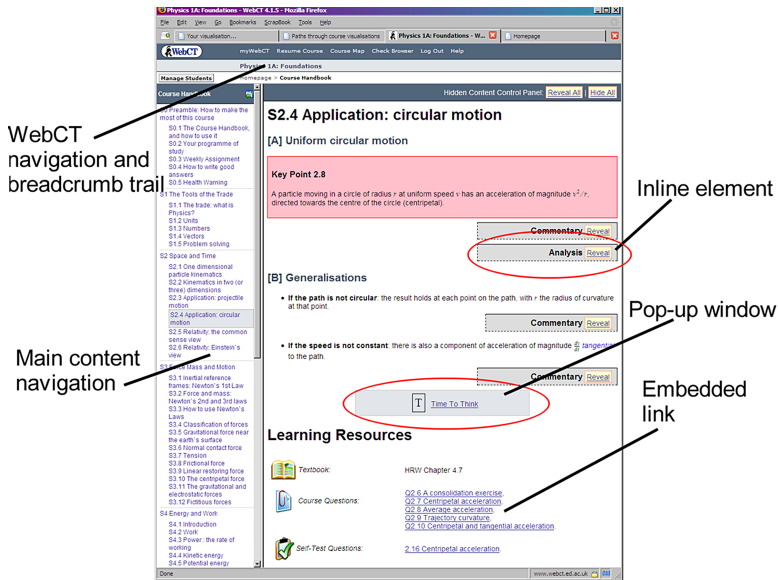 Physics 1A: Foundations - WebCT 4.1.5 - Mozilla Firefox
File Edit View Go Bookmarks ScrapBook Tools Help
Your visualisation... Paths through course visualisations Physics 1A: Foundations - W... Homepage
WebCT
myWebCT Resume Course Course Map Check Browser Log Out Help
Physics 1A: Foundations
Manage Students
Homepage > Course Handbook
Course Handbook
Hidden Content Control Panel: Reveal All | Hide All
S0 Preamble: How to make
most of this course
S0.1 The Course Handbook,
and how to use it
S0.2 Your programme of
study
S0.3 Weekly Assignment
S0.4 How to write good
answers
S0.5 Health Warning
S1 The Tools of the Trade
S1.1 The trade: what is
Physics?
S1.2 Units
S1.3 Numbers
S1.4 Vectors
S1.5 Problem solving
S2 Space and Time
S2.1 One dimensional
particle kinematics
S2.2 Kinematics in two (or
three) dimensions
S2.3 Application: projectile
motion
S2.4 Application: circular
motion
S2.5 Relativity: the common
sense view
S2.6 Relativity: Einstein's
view
S3 Force Mass and Motion
S3.1 Inertial reference
frames: Newton's 1st Law
S3.2 Force and mass:
Newton's 2nd and 3rd laws
S3.3 How to use Newton's
Laws
S3.4 Classification of forces
S3.5 Gravitational force near
the earth's surface
S3.6 Normal contact force
S3.7 Tension
S3.8 Frictional force
S3.9 Linear restoring force
S3.10 The centripetal force
S3.11 The gravitational and
electrostatic forces
S3.12 Fictitious forces
S4 Energy and Work
S4.1 Introduction
S4.2 Work
S4.3 Power : the rate of
working
S4.4 Kinetic energy
S4.5 Potential energy
S2.4 Application: circular motion
[A] Uniform circular motion
Key Point 2.8
A particle moving in a circle of radius r at uniform speed v has an acceleration of magnitude v²/r,
directed towards the centre of the circle (centripetal).
Commentary Reveal
Analysis Reveal
[B] Generalisations
• If the path is not circular: the result holds at each point on the path, with r the radius of curvature
at that point.
Commentary Reveal
• If the speed is not constant: there is also a component of acceleration of magnitude dv/dt tangential
to the path.
Commentary Reveal
T Time To Think
Learning Resources
Textbook: HRW Chapter 4.7
Course Questions:
Q2.6 A consolidation exercise.
Q2.7 Centripetal acceleration.
Q2.8 Average acceleration.
Q2.9 Trajectory curvature.
Q2.10 Centripetal and tangential acceleration.
Self-Test Questions: 2.16 Centripetal acceleration.
Done
www.webct.ed.ac.uk
WebCT
navigation and
breadcrumb trail
Main content
navigation
Inline element
Pop-up window
Embedded
link